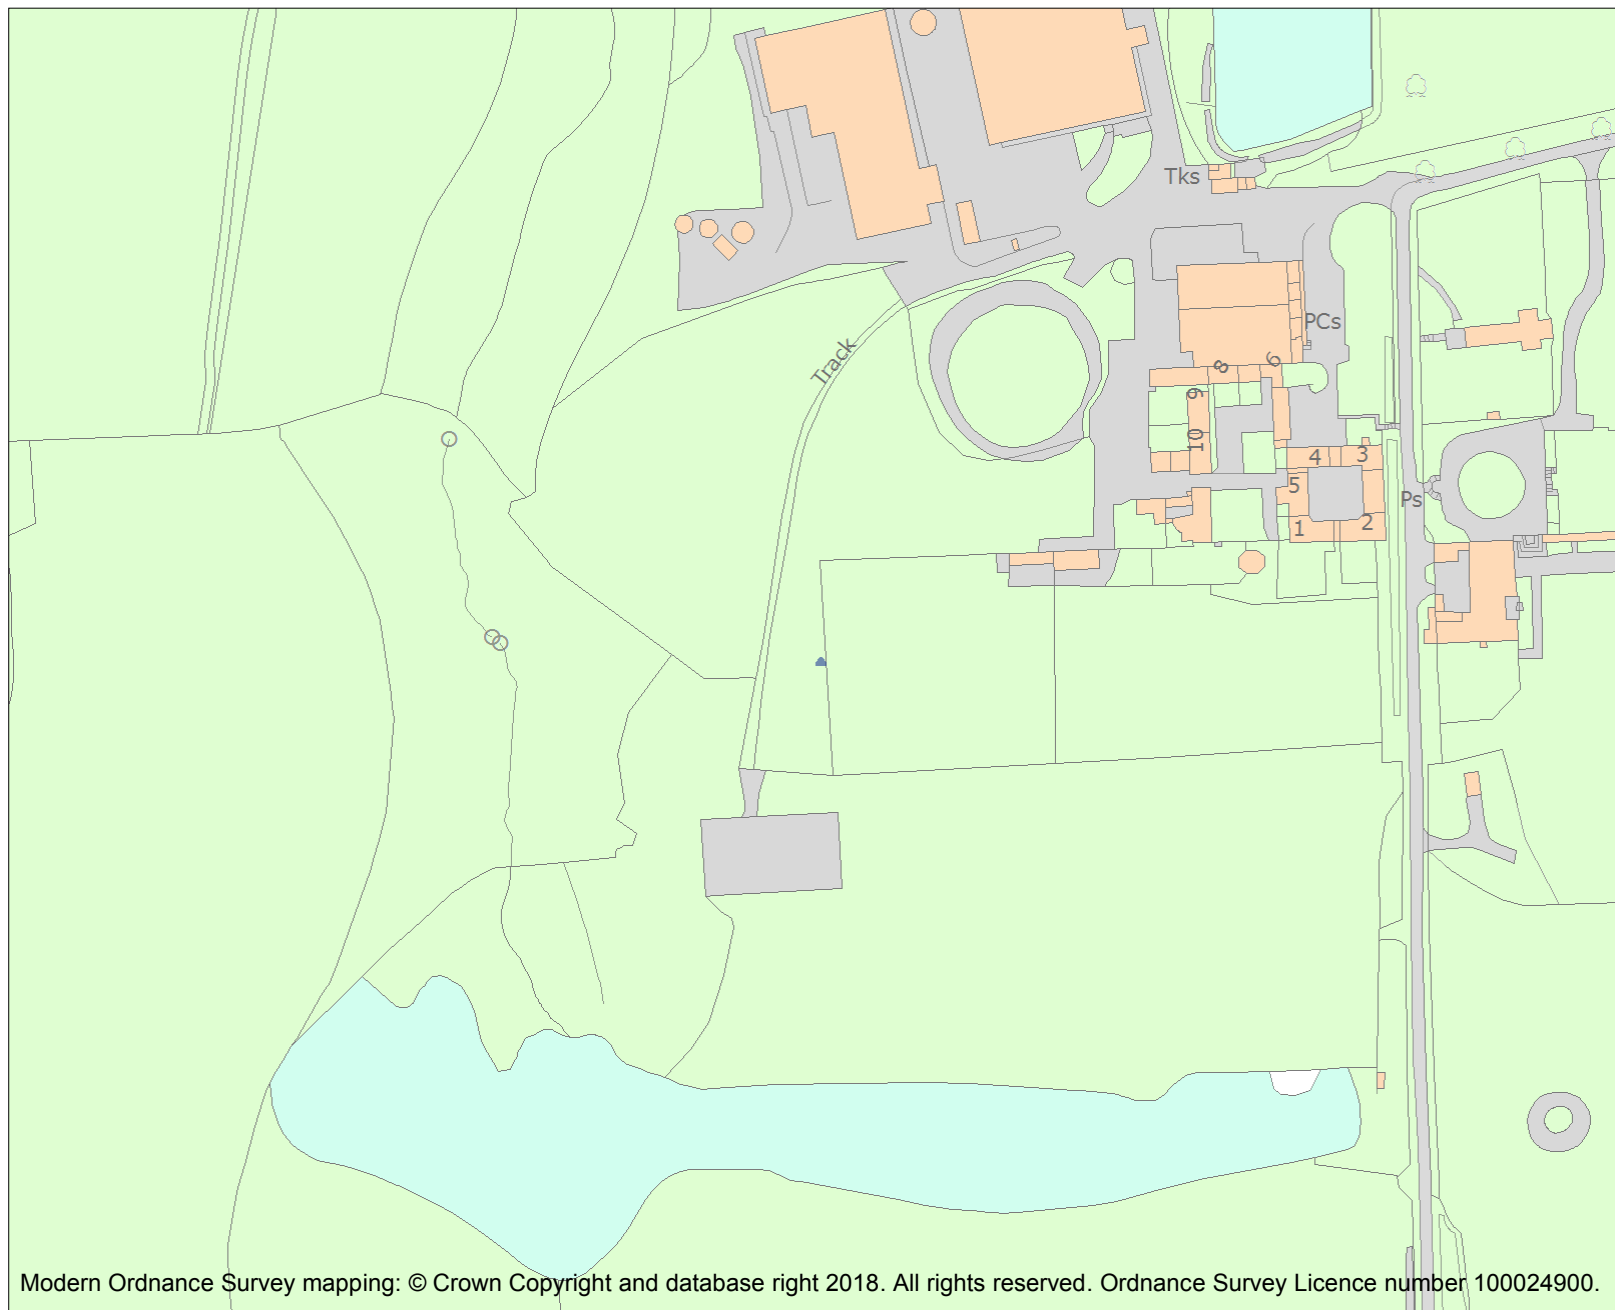 Tks
PCs
Track
8
6
9
10
4
3
5
Ps
1
2
Modern Ordnance Survey mapping: © Crown Copyright and database right 2018. All rights reserved. Ordnance Survey Licence number 100024900.